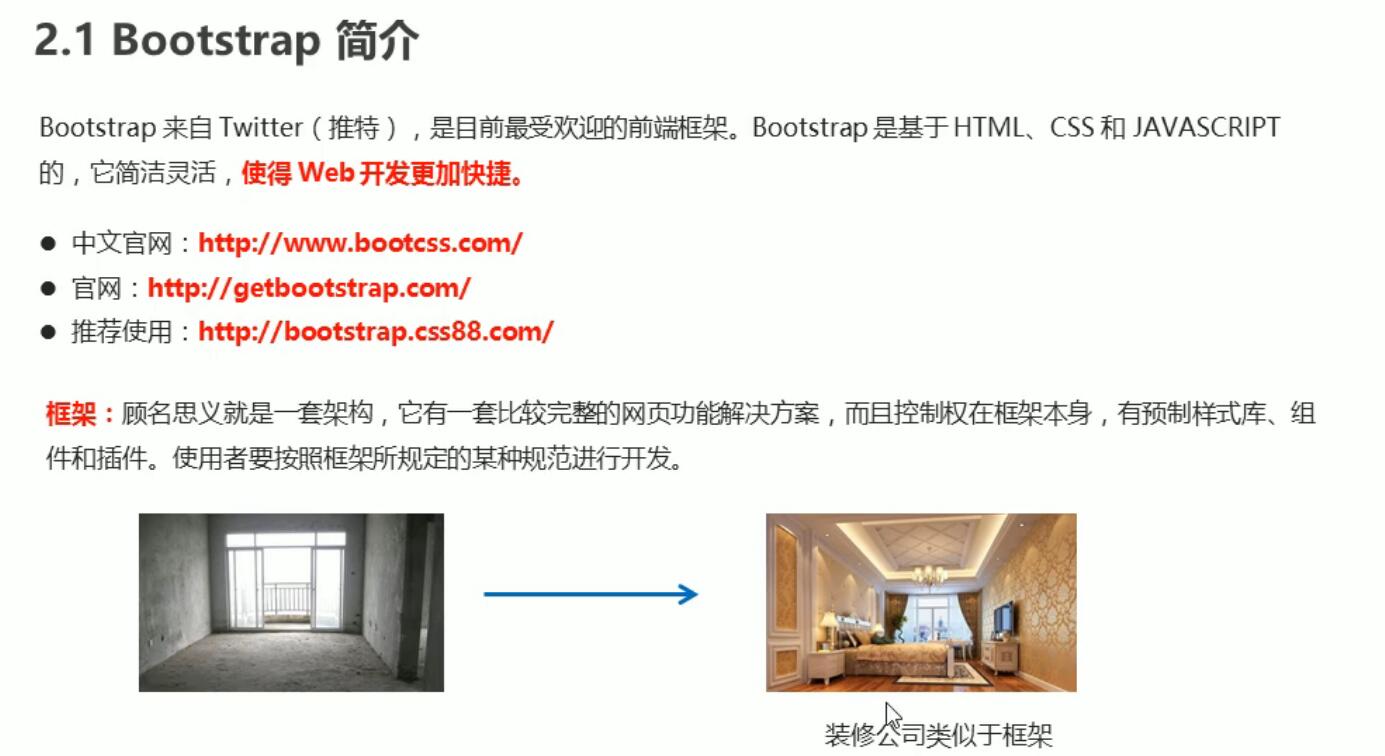 2.1 Bootstrap 简介
Bootstrap 来自 Twitter（推特），是目前最受欢迎的前端框架。Bootstrap 是基于 HTML、CSS 和 JAVASCRIPT
的，它简洁灵活，使得 Web 开发更加快捷。
● 中文官网：http://www.bootcss.com/
● 官网：http://getbootstrap.com/
● 推荐使用：http://bootstrap.css88.com/
框架：顾名思义就是一套架构，它有一套比较完整的网页功能解决方案，而且控制权在框架本身，有预制样式库、组
件和插件。使用者要按照框架所规定的某种规范进行开发。
装修公司类似于框架